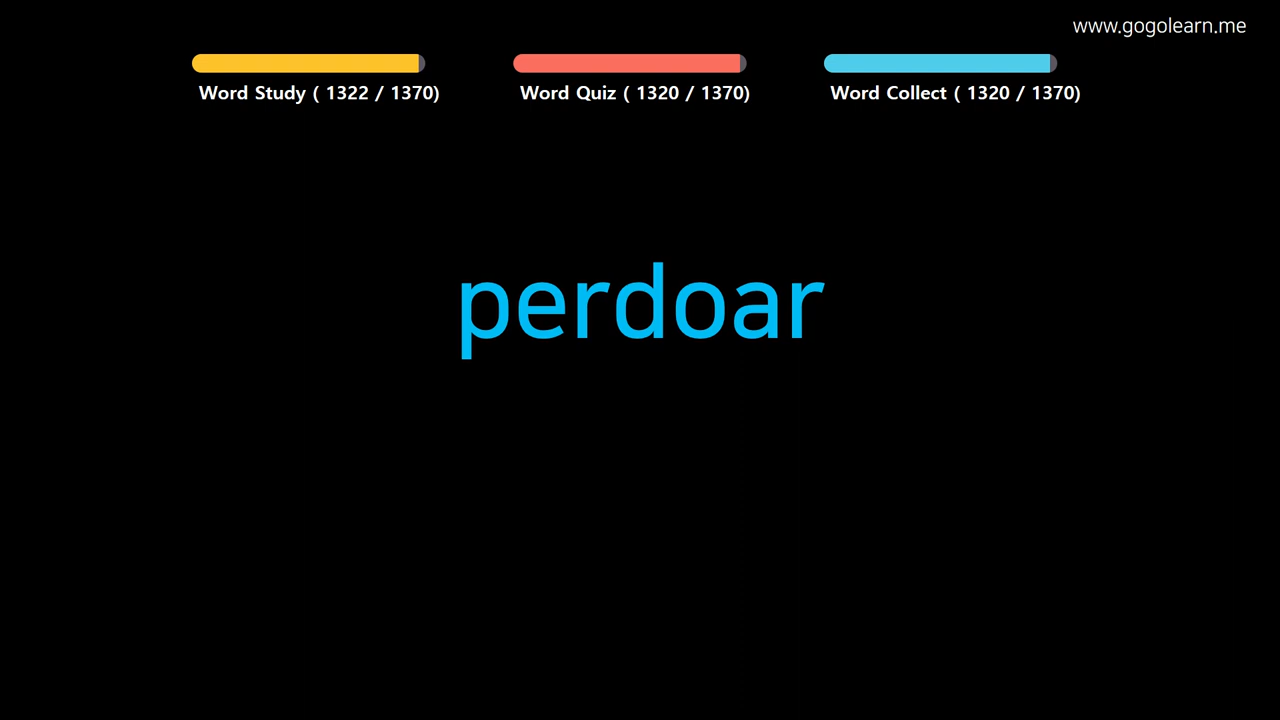 www.gogolearn.me
Word Study ( 1322 / 1370)
Word Quiz ( 1320 / 1370)
Word Collect ( 1320 / 1370)
perdoar